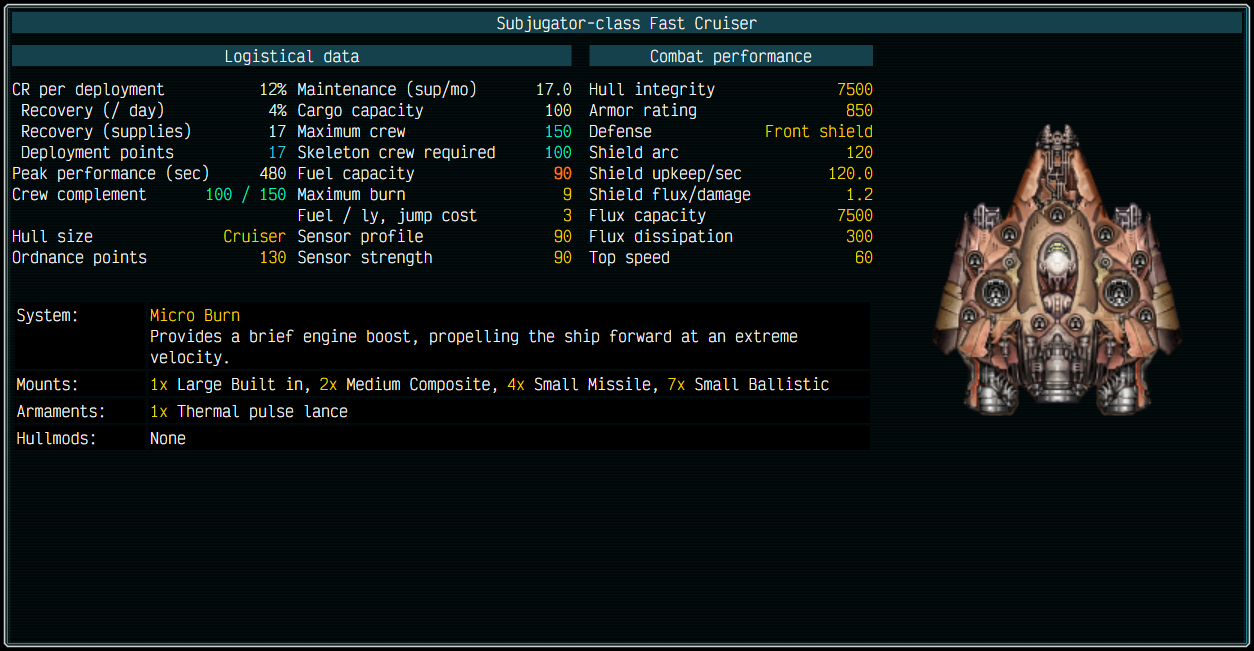 Subjugator-class Fast Cruiser
Logistical data
Combat performance
CR per deployment 12% Maintenance (sup/mo) 17.0 Hull integrity 7500
Recovery (/ day) 4% Cargo capacity 100 Armor rating 850
Recovery (supplies) 17 Maximum crew 150 Defense Front shield
Deployment points 17 Skeleton crew required 100 Shield arc 120
Peak performance (sec) 480 Fuel capacity 90 Shield upkeep/sec 120.0
Crew complement 100 / 150 Maximum burn 9 Shield flux/damage 1.2
Fuel / ly, jump cost 3 Flux capacity 7500
Hull size Cruiser Sensor profile 90 Flux dissipation 300
Ordnance points 130 Sensor strength 90 Top speed 60
System: Micro Burn
Provides a brief engine boost, propelling the ship forward at an extreme
velocity.
Mounts: 1x Large Built in, 2x Medium Composite, 4x Small Missile, 7x Small Ballistic
Armaments: 1x Thermal pulse lance
Hullmods: None